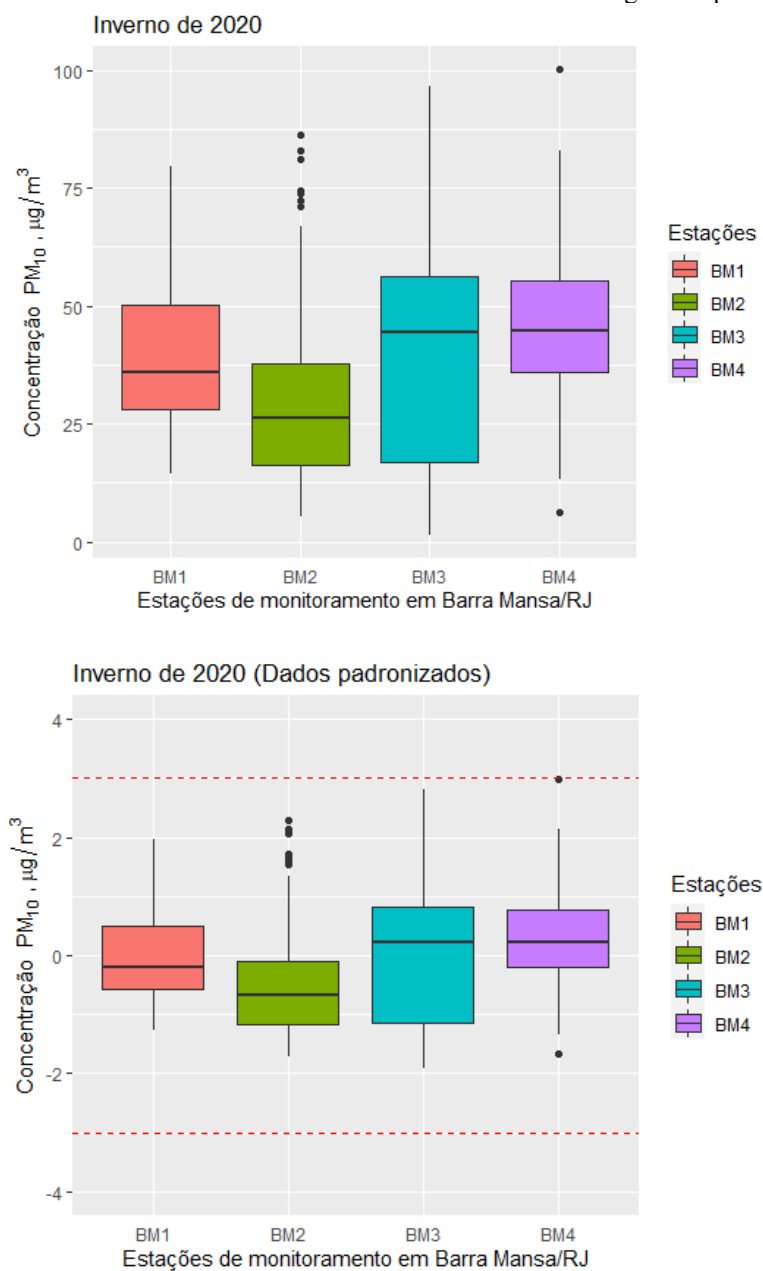 Inverno de 2020
100
75
50
25
0
Concentração PM₁₀ , μg/m³
BM1 BM2 BM3 BM4
Estações de monitoramento em Barra Mansa/RJ
Estações
BM1
BM2
BM3
BM4
Inverno de 2020 (Dados padronizados)
4
2
0
-2
-4
Concentração PM₁₀ , μg/m³
BM1 BM2 BM3 BM4
Estações de monitoramento em Barra Mansa/RJ
Estações
BM1
BM2
BM3
BM4